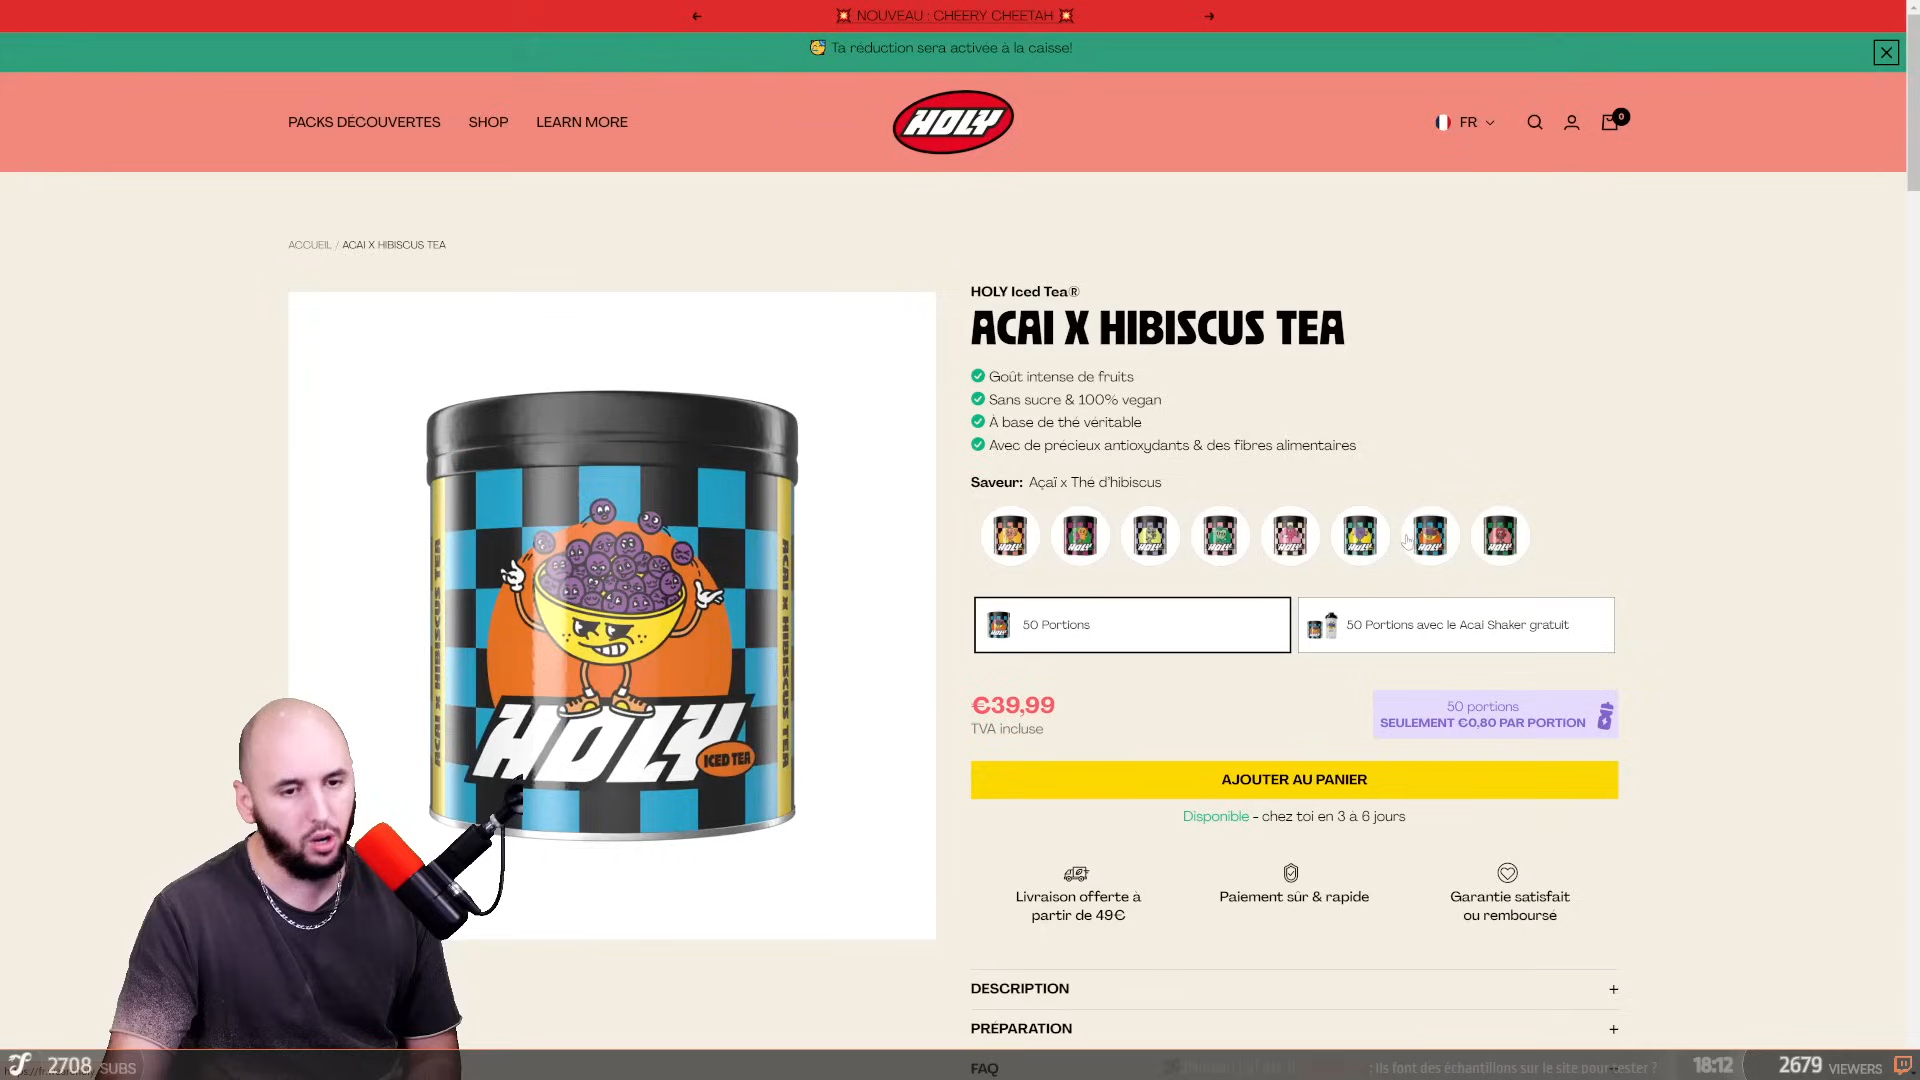 💥 NOUVEAU : CHEERY CHEETAH 💥
Ta réduction sera activée à la caisse!
PACKS DÉCOUVERTES
SHOP
LEARN MORE
HOLY
FR
0
ACCUEIL / ACAI X HIBISCUS TEA
HOLY Iced Tea®
ACAI X HIBISCUS TEA
Goût intense de fruits
Sans sucre & 100% vegan
À base de thé véritable
Avec de précieux antioxydants & des fibres alimentaires
Saveur: Açaï x Thé d'hibiscus
50 Portions
50 Portions avec le Acai Shaker gratuit
€39,99
TVA incluse
50 portions
SEULEMENT €0,80 PAR PORTION
AJOUTER AU PANIER
Disponible - chez toi en 3 à 6 jours
Livraison offerte à
partir de 49€
Paiement sûr & rapide
Garantie satisfait
ou remboursé
DESCRIPTION
PRÉPARATION
FAQ
ACAI X HIBISCUS TEA
ACAI X HIBISCUS TEA
HOLY
ICED TEA
2708 SUBS
: Ils font des échantillons sur le site pour tester ?
18:12
2679 VIEWERS